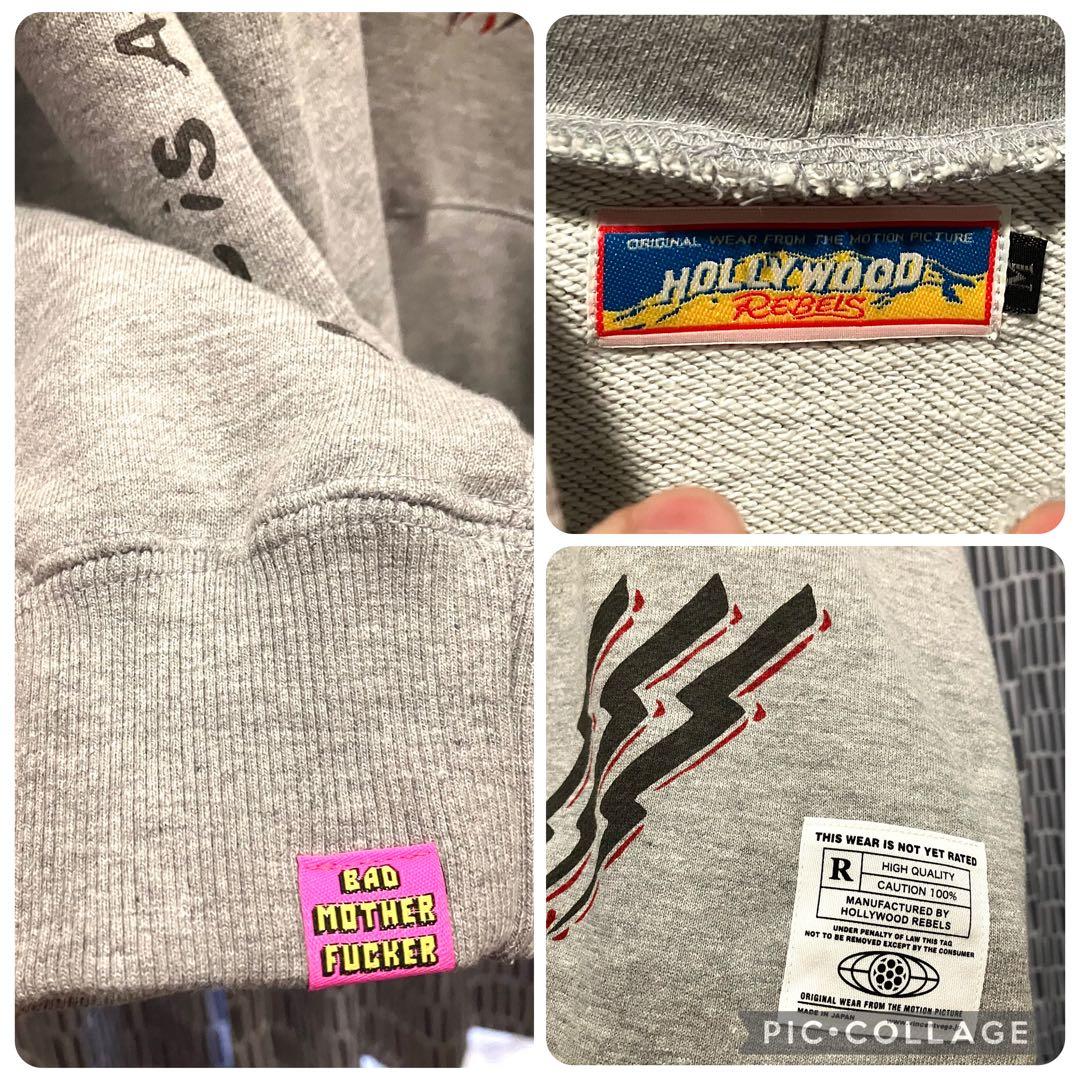 is A
ORIGINAL WEAR FROM THE MOTION PICTURE
HOLLYWOOD
REBELS
M
BAD
MOTHER
FUCKER
THIS WEAR IS NOT YET RATED
R
HIGH QUALITY
CAUTION 100%
MANUFACTURED BY
HOLLYWOOD REBELS
UNDER PENALTY OF LAW THIS TAG
NOT TO BE REMOVED EXCEPT BY THE CONSUMER
ORIGINAL WEAR FROM THE MOTION PICTURE
MADE IN JAPAN
PIC•COLLAGE